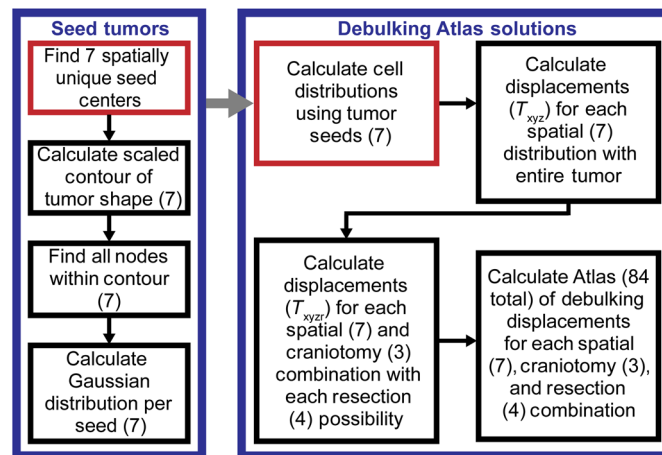 Seed tumors
Find 7 spatially
unique seed
centers
Calculate scaled
contour of
tumor shape (7)
Find all nodes
within contour
(7)
Calculate
Gaussian
distribution per
seed (7)
Debulking Atlas solutions
Calculate cell
distributions
using tumor
seeds (7)
Calculate
displacements
(Txyz) for each
spatial (7)
distribution with
entire tumor
Calculate
displacements
(Txyzr) for each
spatial (7) and
craniotomy (3)
combination with
each resection
(4) possibility
Calculate Atlas (84
total) of debulking
displacements
for each spatial
(7), craniotomy (3),
and resection
(4) combination